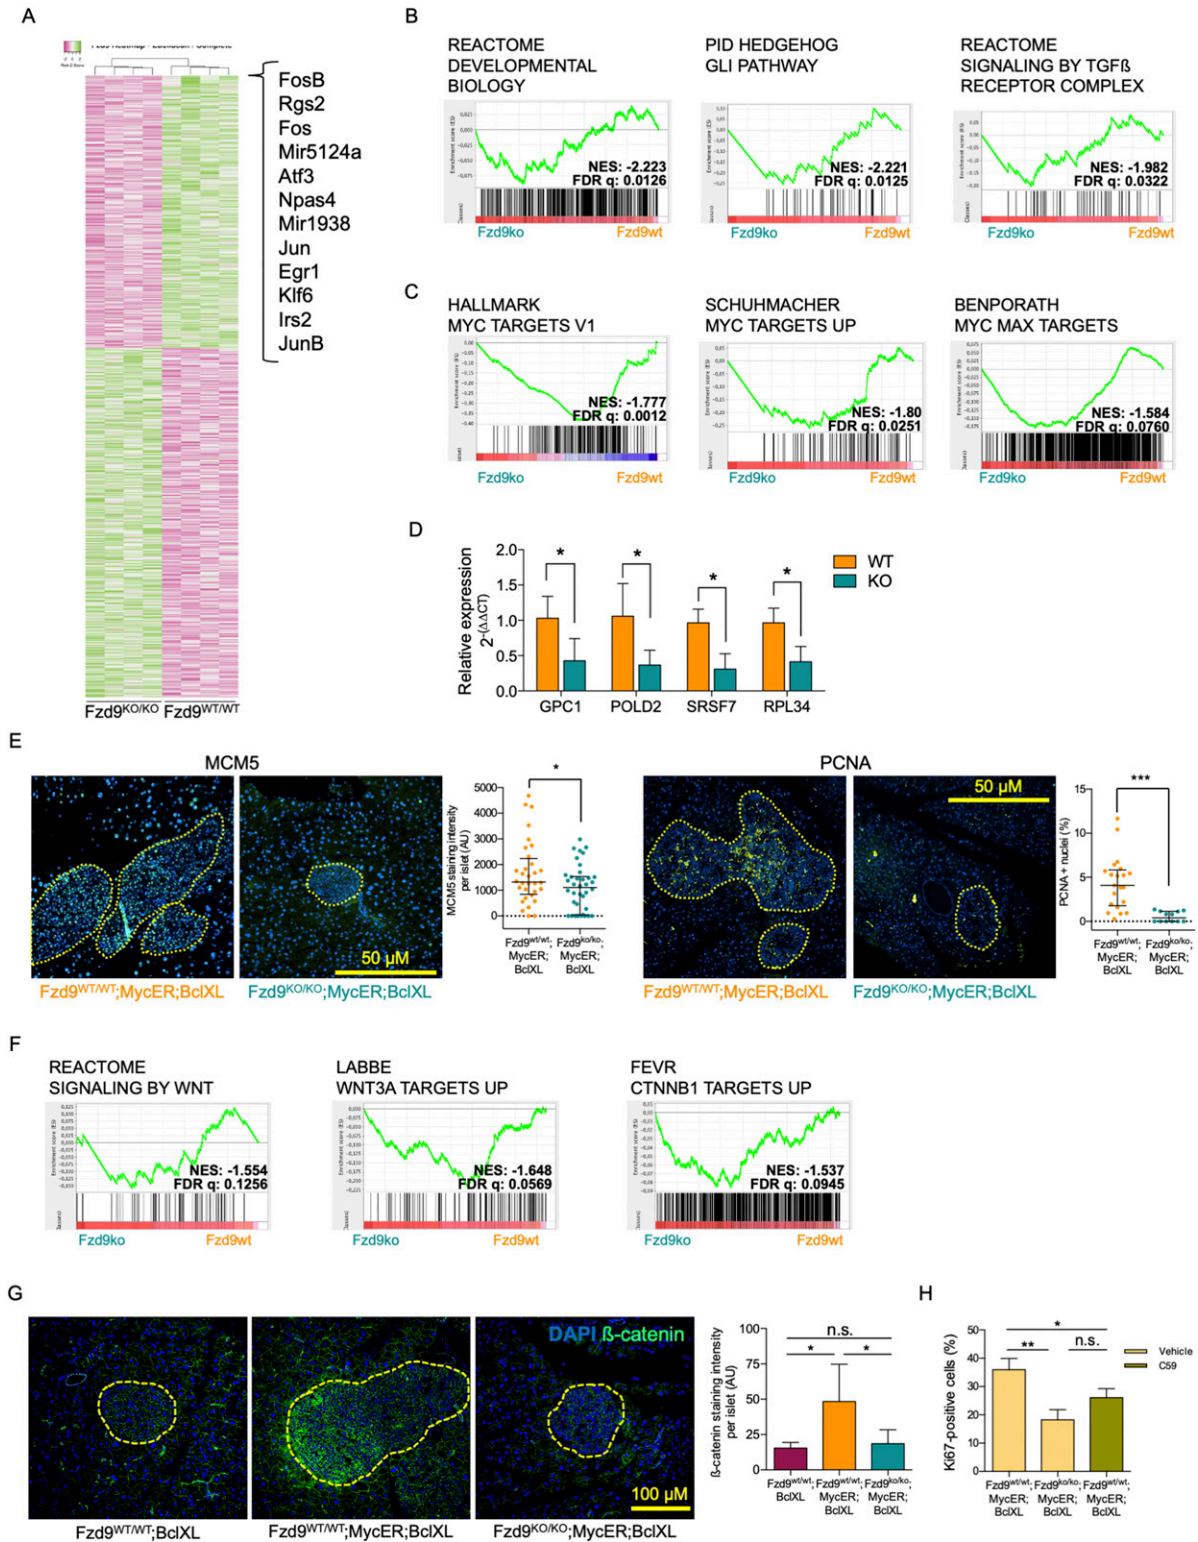 A
FosB
Rgs2
Fos
Mir5124a
Atf3
Npas4
Mir1938
Jun
Egr1
Klf6
Irs2
JunB
Fzd9KO/KO
Fzd9WT/WT
B
REACTOME
DEVELOPMENTAL
BIOLOGY
NES: -2.223
FDR q: 0.0126
Fzd9ko
Fzd9wt
PID HEDGEHOG
GLI PATHWAY
NES: -2.221
FDR q: 0.0125
Fzd9ko
Fzd9wt
REACTOME
SIGNALING BY TGFß
RECEPTOR COMPLEX
NES: -1.982
FDR q: 0.0322
Fzd9ko
Fzd9wt
C
HALLMARK
MYC TARGETS V1
NES: -1.777
FDR q: 0.0012
Fzd9ko
Fzd9wt
SCHUHMACHER
MYC TARGETS UP
NES: -1.80
FDR q: 0.0251
Fzd9ko
Fzd9wt
BENPORATH
MYC MAX TARGETS
NES: -1.584
FDR q: 0.0760
Fzd9ko
Fzd9wt
D
Relative expression
2-(ΔΔCT)
2.0
1.5
1.0
0.5
0.0
*
*
*
*
WT
KO
GPC1
POLD2
SRSF7
RPL34
E
MCM5
50 µM
Fzd9WT/WT;MycER;BclXL
Fzd9KO/KO;MycER;BclXL
MCM5 staining intensity
per islet (AU)
5000
4000
3000
2000
1000
0
*
Fzd9wt/wt;
MycER;
BclXL
Fzd9ko/ko;
MycER;
BclXL
PCNA
50 µM
Fzd9WT/WT;MycER;BclXL
Fzd9KO/KO;MycER;BclXL
PCNA + nuclei (%)
15
10
5
0
***
Fzd9wt/wt;
MycER;
BclXL
Fzd9ko/ko;
MycER;
BclXL
F
REACTOME
SIGNALING BY WNT
NES: -1.554
FDR q: 0.1256
Fzd9ko
Fzd9wt
LABBE
WNT3A TARGETS UP
NES: -1.648
FDR q: 0.0569
Fzd9ko
Fzd9wt
FEVR
CTNNB1 TARGETS UP
NES: -1.537
FDR q: 0.0945
Fzd9ko
Fzd9wt
G
DAPI ß-catenin
100 µM
Fzd9WT/WT;BclXL
Fzd9WT/WT;MycER;BclXL
Fzd9KO/KO;MycER;BclXL
ß-catenin staining intensity
per islet (AU)
100
75
50
25
0
n.s.
*
*
Fzd9wt/wt;
BclXL
Fzd9wt/wt;
MycER;
BclXL
Fzd9ko/ko;
MycER;
BclXL
H
Ki67-positive cells (%)
50
40
30
20
10
0
*
**
n.s.
Vehicle
C59
Fzd9wt/wt;
MycER;
BclXL
Fzd9ko/ko;
MycER;
BclXL
Fzd9wt/wt;
MycER;
BclXL